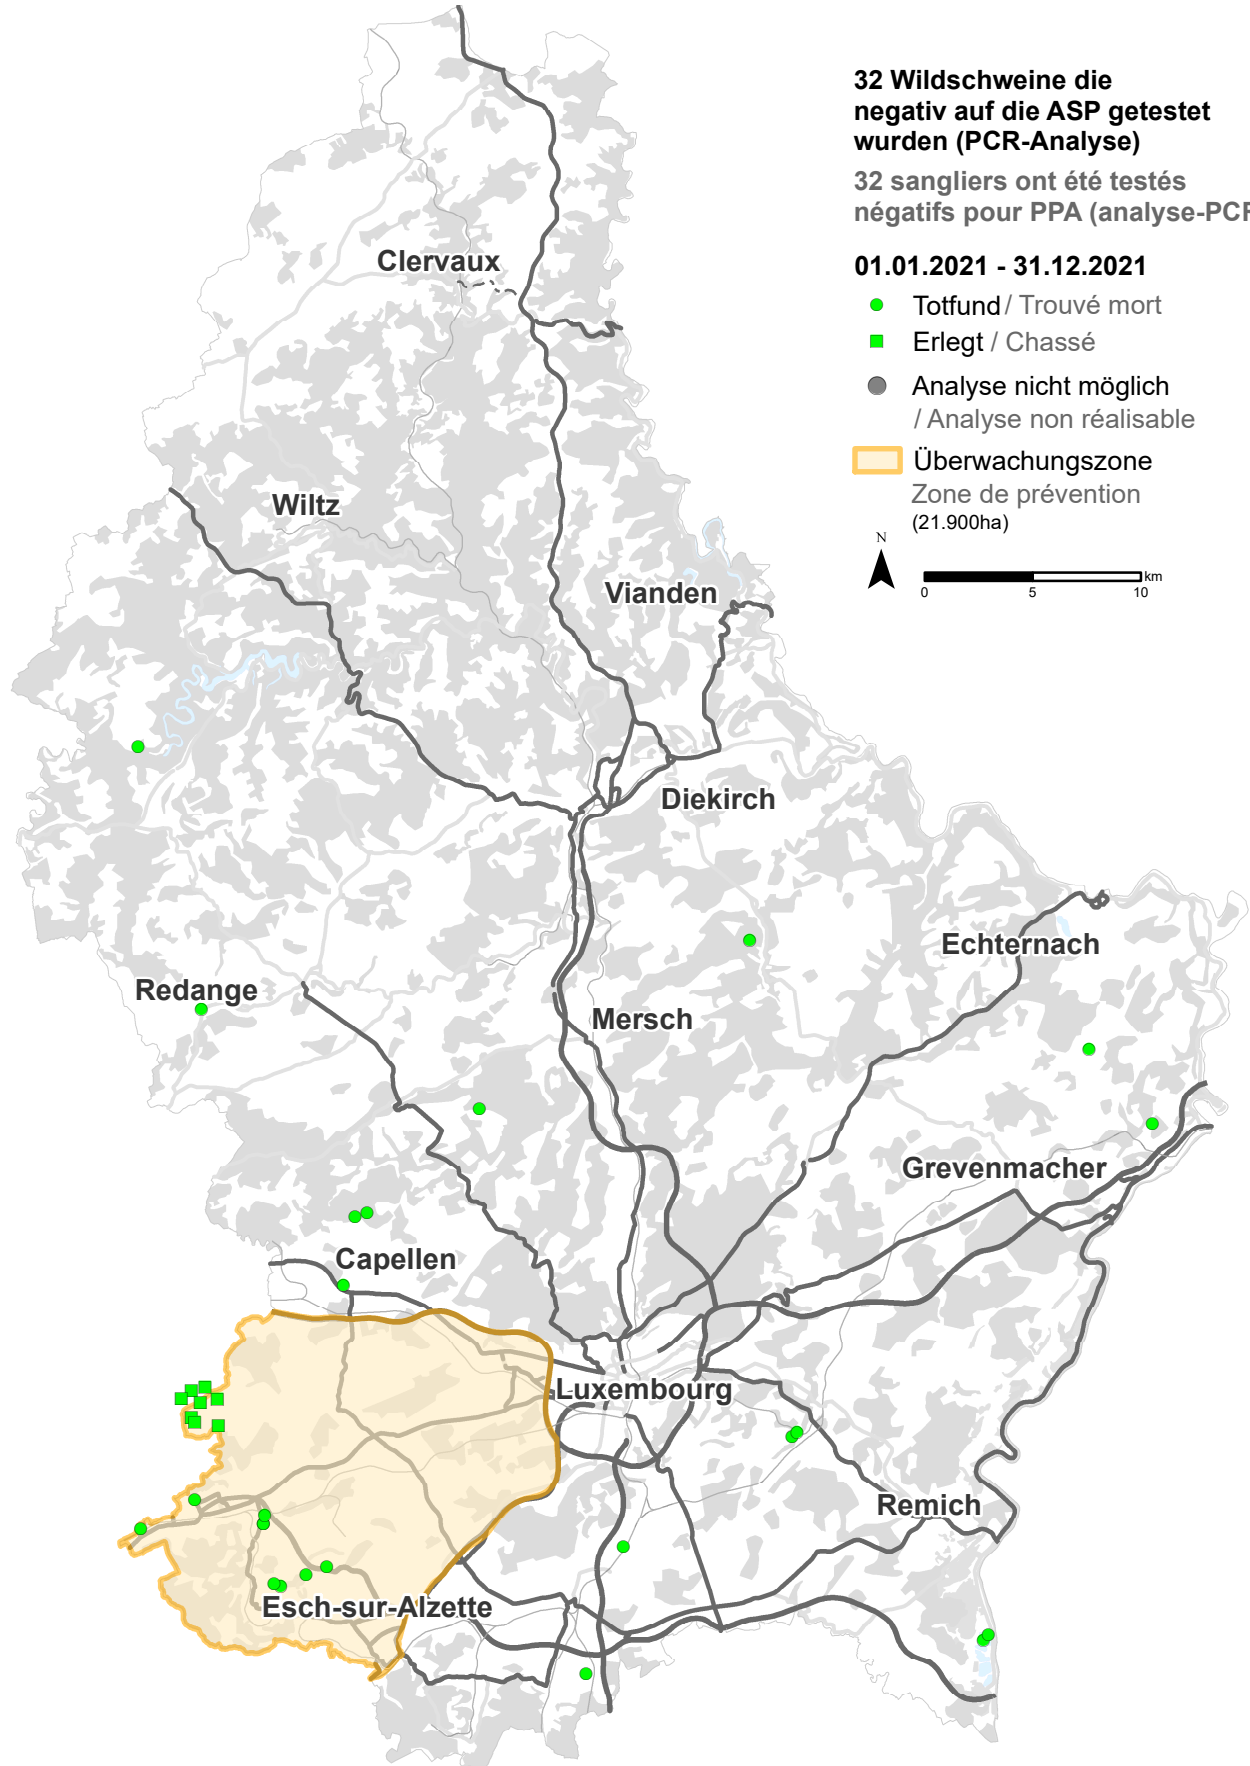 32 Wildschweine die
negativ auf die ASP getestet
wurden (PCR-Analyse)
32 sangliers ont été testés
négatifs pour PPA (analyse-PCR
01.01.2021 - 31.12.2021
Totfund / Trouvé mort
Erlegt / Chassé
Analyse nicht möglich
/ Analyse non réalisable
Überwachungszone
Zone de prévention
(21.900ha)
N
km
0 5 10
Clervaux
Wiltz
Vianden
Diekirch
Echternach
Redange
Mersch
Grevenmacher
Capellen
Luxembourg
Remich
Esch-sur-Alzette